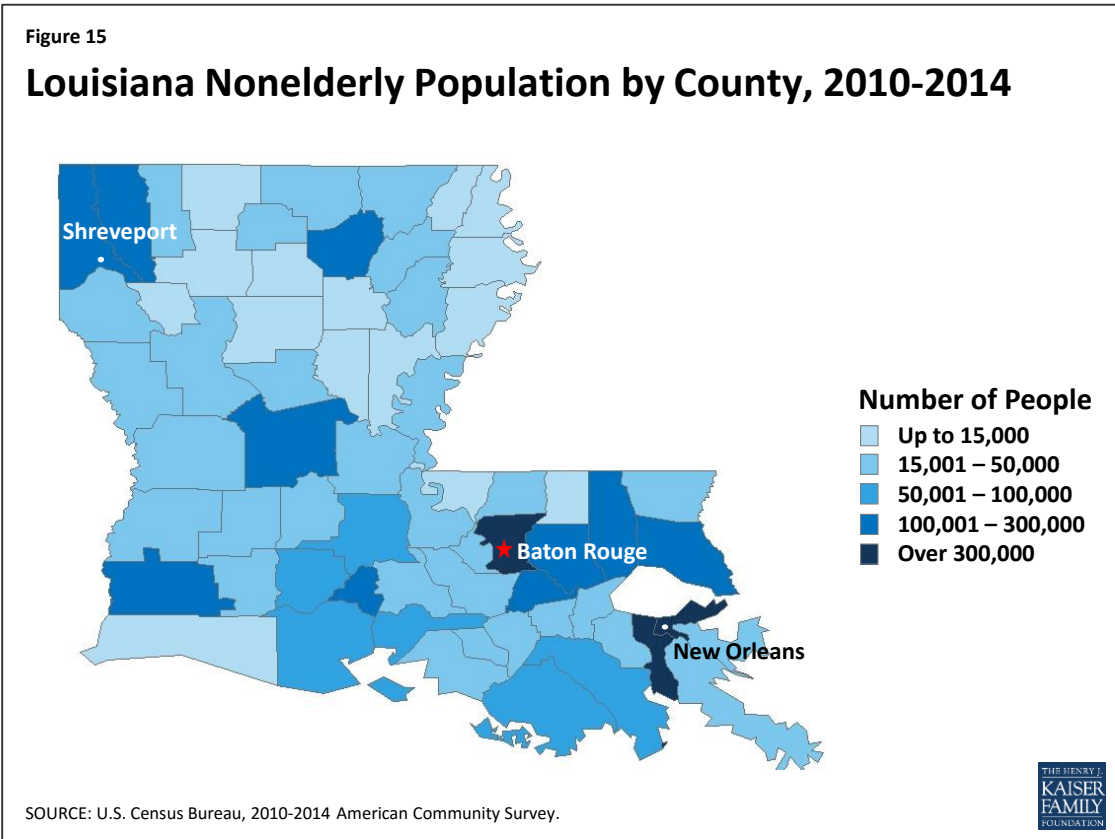 Figure 15
Louisiana Nonelderly Population by County, 2010-2014
Shreveport
Baton Rouge
New Orleans
Number of People
Up to 15,000
15,001 – 50,000
50,001 – 100,000
100,001 – 300,000
Over 300,000
SOURCE: U.S. Census Bureau, 2010-2014 American Community Survey.
THE HENRY J.
KAISER
FAMILY
FOUNDATION